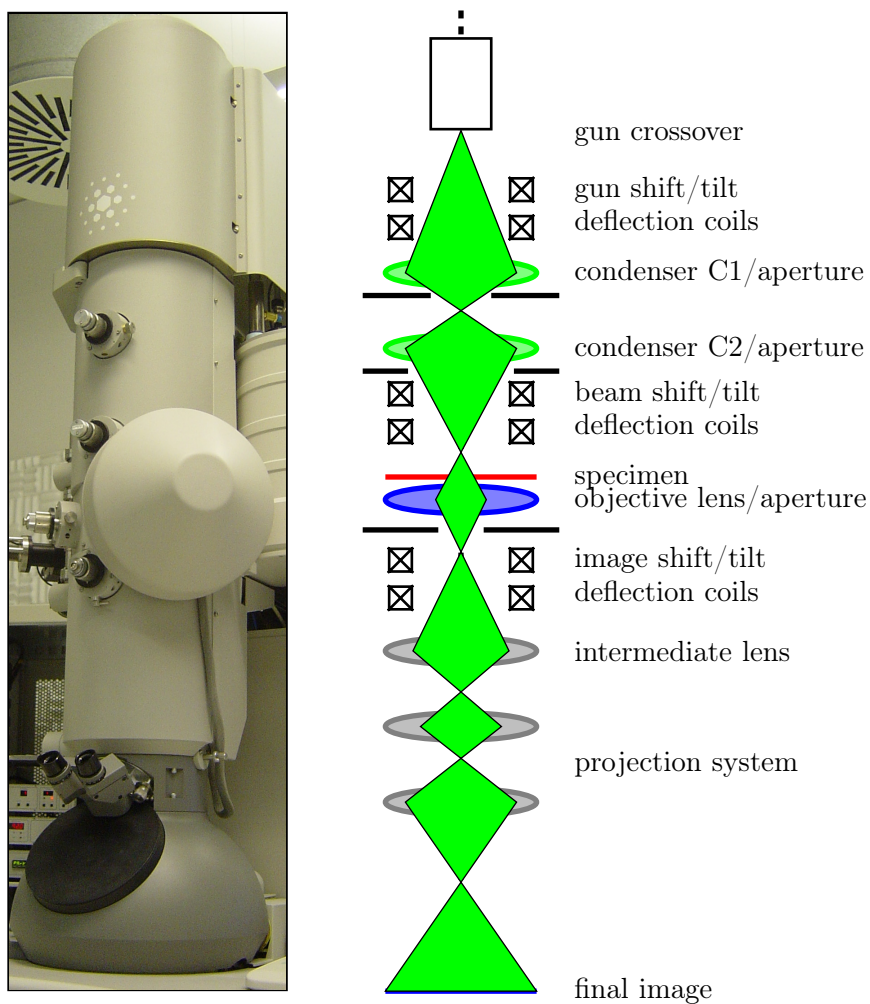 gun crossover
gun shift/tilt
deflection coils
condenser C1/aperture
condenser C2/aperture
beam shift/tilt
deflection coils
specimen
objective lens/aperture
image shift/tilt
deflection coils
intermediate lens
projection system
final image